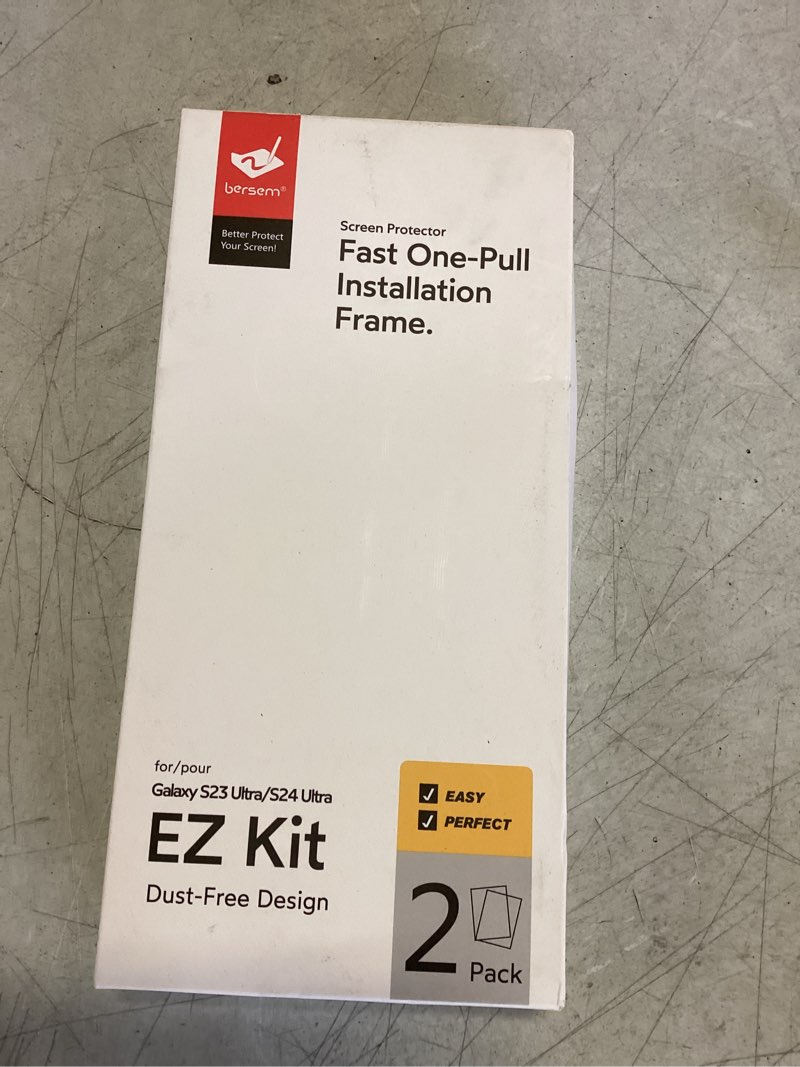 bersem®
Better Protect
Your Screen!
Screen Protector
Fast One-Pull
Installation
Frame.
for/pour
Galaxy S23 Ultra/S24 Ultra
EZ Kit
Dust-Free Design
EASY
PERFECT
2
Pack